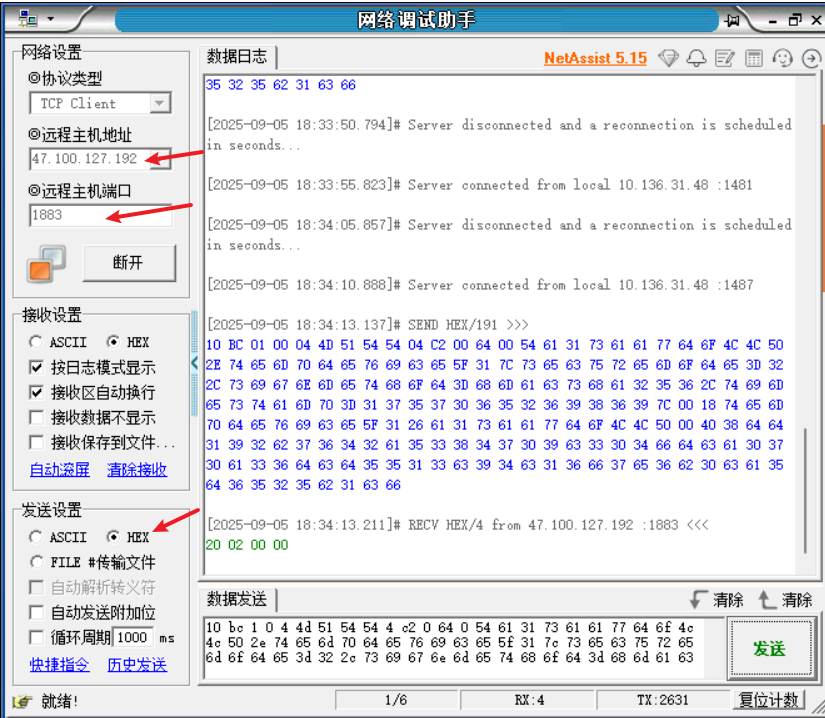 网络调试助手
网络设置
协议类型
TCP Client
远程主机地址
47.100.127.192
远程主机端口
1883
断开
接收设置
ASCII HEX
按日志模式显示
接收区自动换行
接收数据不显示
接收保存到文件...
自动滚屏 清除接收
发送设置
ASCII HEX
FILE #传输文件
自动解析转义符
自动发送附加位
循环周期 1000 ms
快捷指令 历史发送
数据日志
NetAssist 5.15
35 32 35 62 31 63 66
[2025-09-05 18:33:50.794]# Server disconnected and a reconnection is scheduled
in seconds...
[2025-09-05 18:33:55.823]# Server connected from local 10.136.31.48 :1481
[2025-09-05 18:34:05.857]# Server disconnected and a reconnection is scheduled
in seconds...
[2025-09-05 18:34:10.888]# Server connected from local 10.136.31.48 :1487
[2025-09-05 18:34:13.137]# SEND HEX/191 >>>
10 BC 01 00 04 4D 51 54 54 04 C2 00 64 00 54 61 31 73 61 61 77 64 6F 4C 4C 50
2E 74 65 6D 70 64 65 76 69 63 65 5F 31 7C 73 65 63 75 72 65 6D 6F 64 65 3D 32
2C 73 69 67 6E 6D 65 74 68 6F 64 3D 68 6D 61 63 73 68 61 32 35 36 2C 74 69 6D
65 73 74 61 6D 70 3D 31 37 35 37 30 36 35 32 36 39 38 36 39 7C 00 18 74 65 6D
70 64 65 76 69 63 65 5F 31 26 61 31 73 61 61 77 64 6F 4C 4C 50 00 40 38 64 64
31 39 32 62 37 36 34 32 61 35 33 38 34 37 30 39 63 33 30 34 66 64 63 61 30 37
30 61 33 36 64 63 64 35 35 31 33 63 39 34 63 31 36 66 37 65 36 62 30 63 61 35
64 36 35 32 35 62 31 63 66
[2025-09-05 18:34:13.211]# RECV HEX/4 from 47.100.127.192 :1883 <<<
20 02 00 00
数据发送 清除 清除
10 bc 1 0 4 4d 51 54 54 4 c2 0 64 0 54 61 31 73 61 61 77 64 6f 4c
4c 50 2e 74 65 6d 70 64 65 76 69 63 65 5f 31 7c 73 65 63 75 72 65
6d 6f 64 65 3d 32 2c 73 69 67 6e 6d 65 74 68 6f 64 3d 68 6d 61 63
发送
就绪! 1/6 RX:4 TX:2631 复位计数